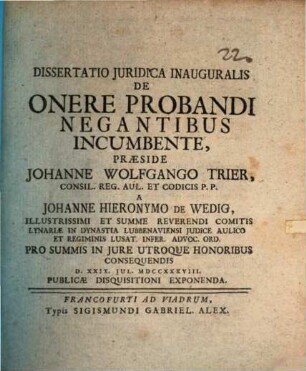 22.
DISSERTATIO JURIDICA INAUGURALIS
DE
ONERE PROBANDI
NEGANTIBUS
INCUMBENTE,
PRÆSIDE
JOHANNE WOLFGANGO TRIER,
CONSIL. REG. AUL. ET CODICIS P. P.
A
JOHANNE HIERONYMO DE WEDIG,
ILLUSTRISSIMI ET SUMME REVERENDI COMITIS
LYNARIÆ IN DYNASTIA LUBBENAVIENSI JUDICE AULICO
ET REGIMINIS LUSAT. INFER. ADVOC. ORD.
PRO SUMMIS IN JURE UTROQUE HONORIBUS
CONSEQUENDIS
D. XXIX. JUL. MDCCXXXVIII.
PUBLICÆ DISQUISITIONI EXPONENDA.
FRANCOFURTI AD VIADRUM,
Typis SIGISMUNDI GABRIEL. ALEX.